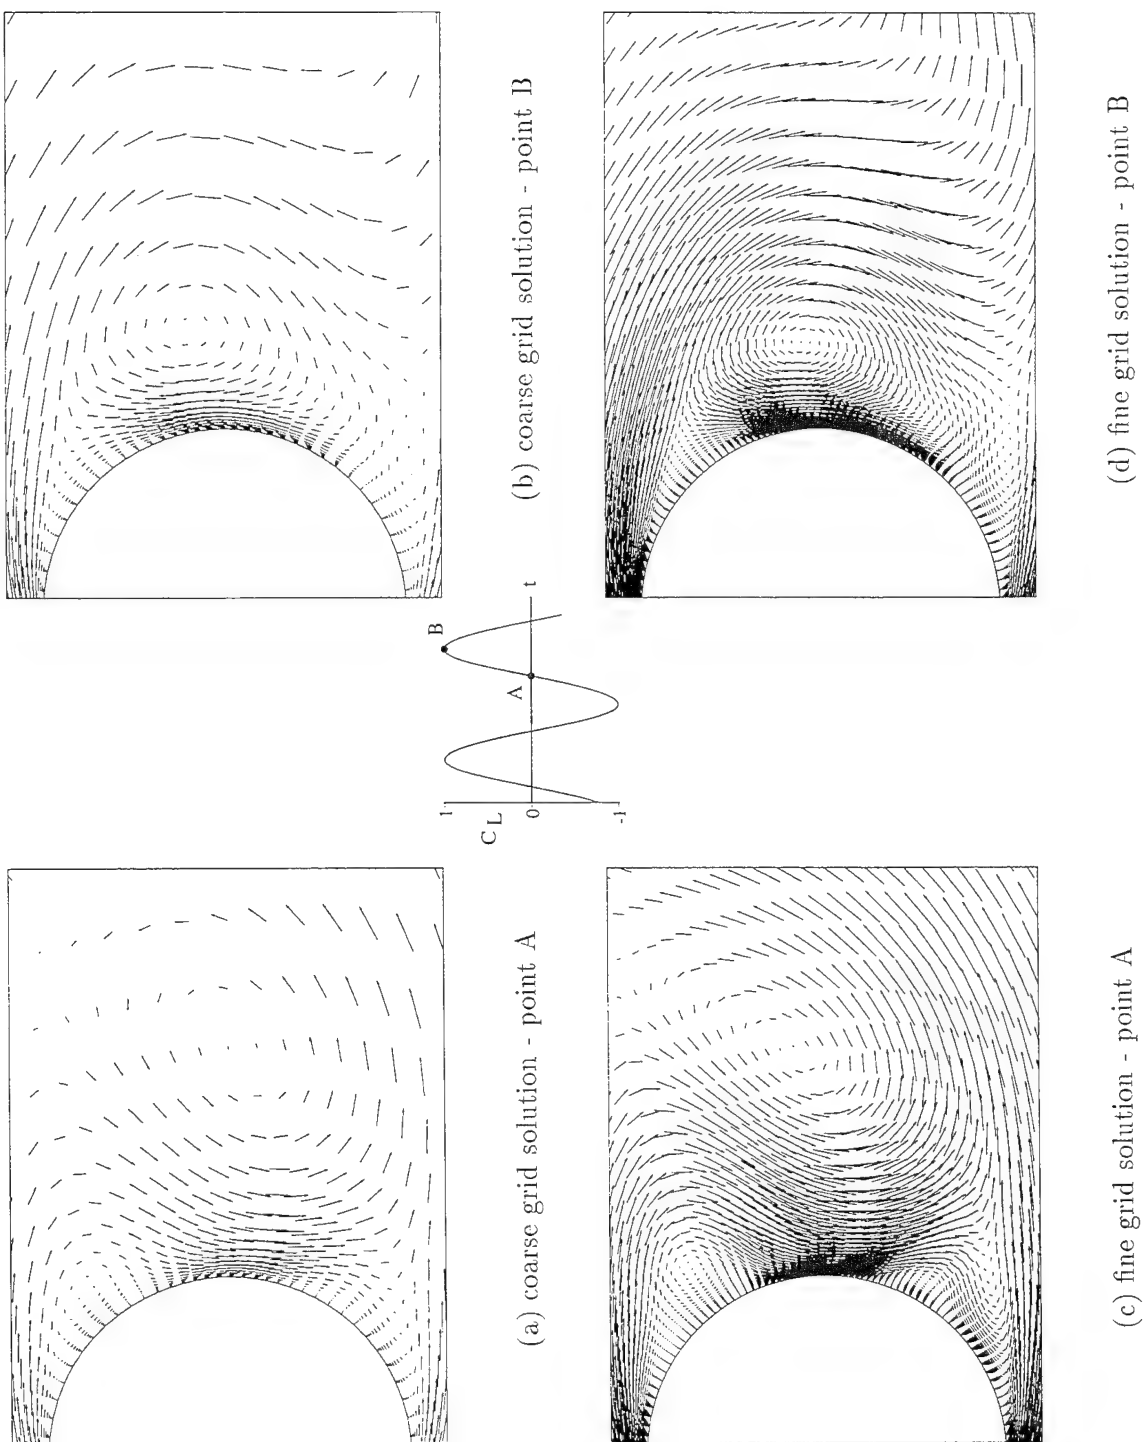 (a) coarse grid solution - point A
(b) coarse grid solution - point B
C L
1
0
-1
A
B
t
(c) fine grid solution - point A
(d) fine grid solution - point B